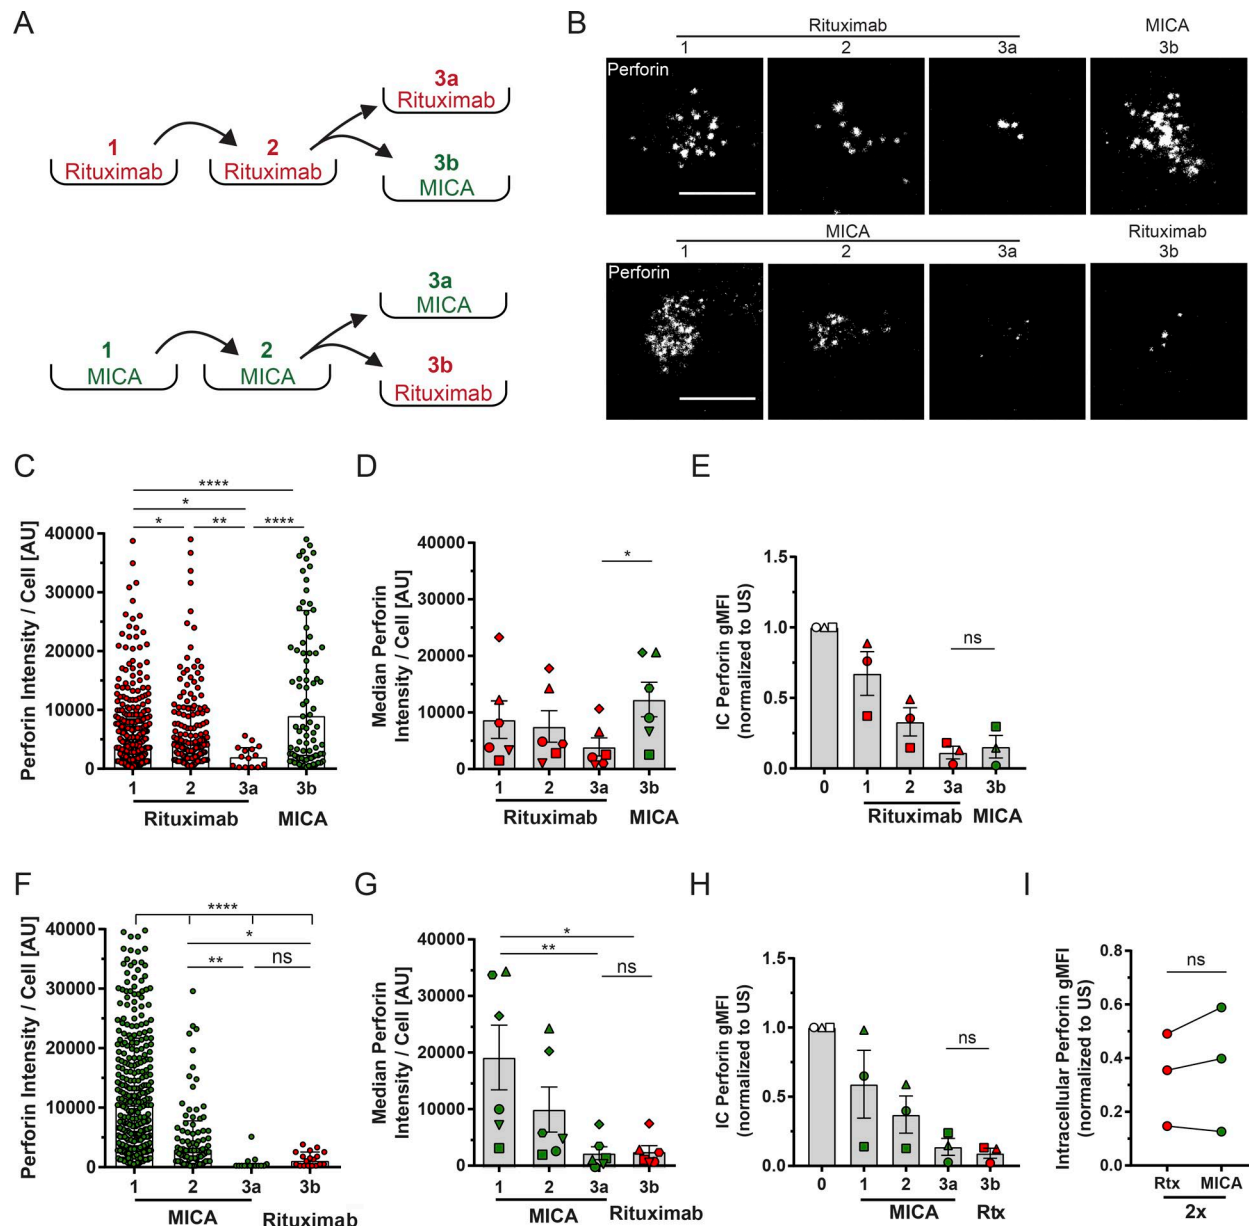 A
1
Rituximab
2
Rituximab
3a
Rituximab
3b
MICA
1
MICA
2
MICA
3a
MICA
3b
Rituximab
B
Rituximab MICA
1 2 3a 3b
Perforin
MICA Rituximab
1 2 3a 3b
Perforin
C
Perforin Intensity / Cell [AU]
40000
30000
20000
10000
0
****
*
* ** ****
1 2 3a 3b
Rituximab MICA
D
Median Perforin
Intensity / Cell [AU]
40000
30000
20000
10000
0
*
1 2 3a 3b
Rituximab MICA
E
IC Perforin gMFI
(normalized to US)
1.5
1.0
0.5
0.0
ns
0 1 2 3a 3b
Rituximab MICA
F
Perforin Intensity / Cell [AU]
40000
30000
20000
10000
0
****
*
** ns
1 2 3a 3b
MICA Rituximab
G
Median Perforin
Intensity / Cell [AU]
40000
30000
20000
10000
0
*
**
ns
1 2 3a 3b
MICA Rituximab
H
IC Perforin gMFI
(normalized to US)
1.5
1.0
0.5
0.0
ns
0 1 2 3a 3b
MICA Rtx
I
Intracellular Perforin gMFI
(normalized to US)
0.8
0.6
0.4
0.2
0.0
ns
Rtx MICA
2x